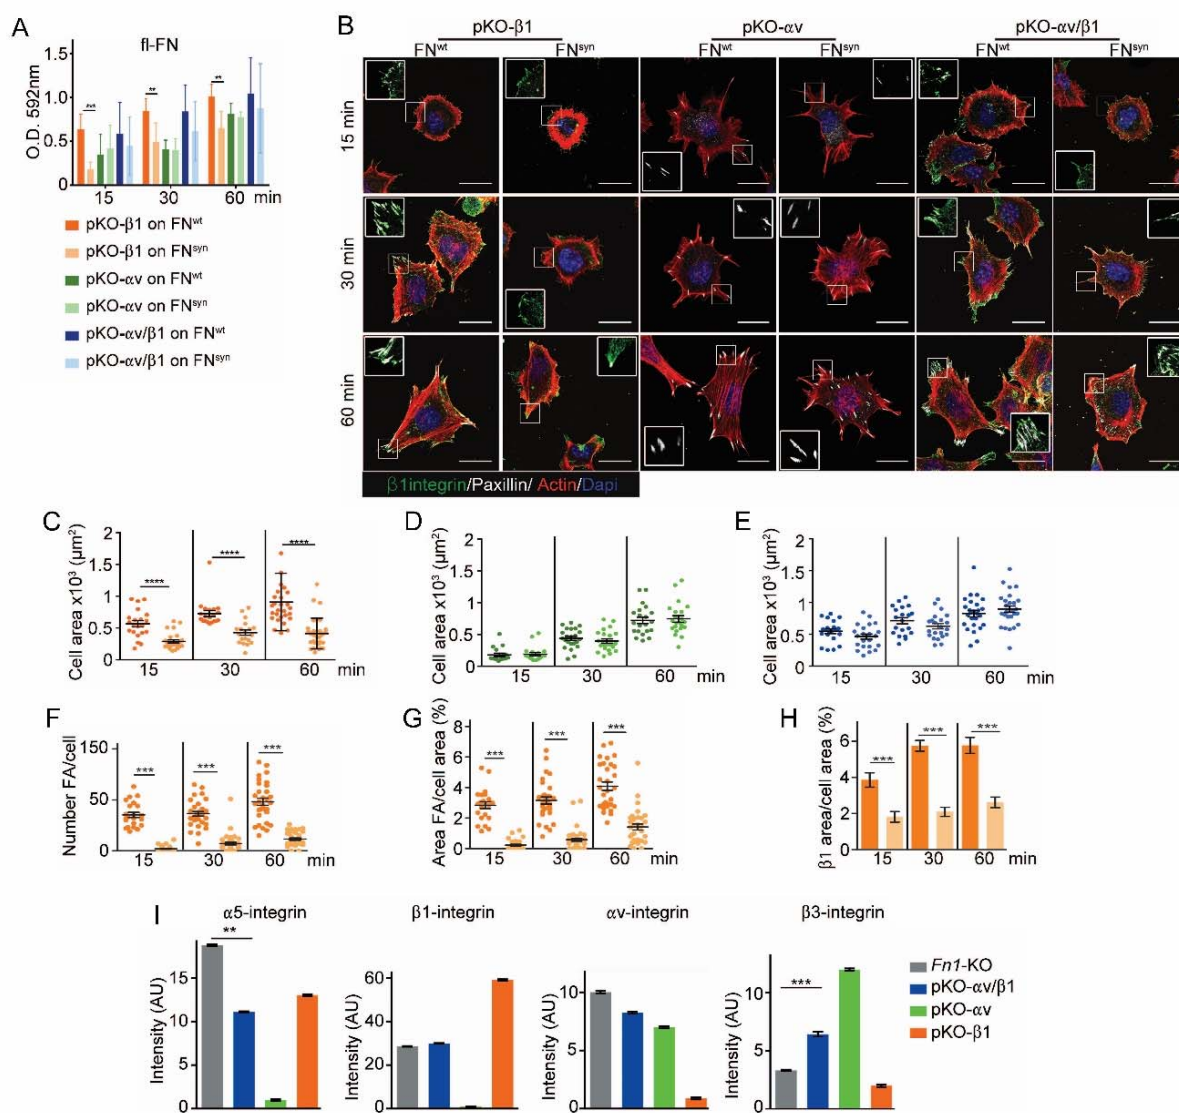 A
fl-FN
O.D. 592nm
1.5
1.0
0.5
0
***
**
**
15 30 60 min
pKO-β1 on FNwt
pKO-β1 on FNsyn
pKO-αv on FNwt
pKO-αv on FNsyn
pKO-αv/β1 on FNwt
pKO-αv/β1 on FNsyn
B
pKO-β1 pKO-αv pKO-αv/β1
FNwt FNsyn FNwt FNsyn FNwt FNsyn
15 min
30 min
60 min
β1integrin/Paxillin/ Actin/Dapi
C
Cell area x10³ (μm²)
2
1.5
1
0.5
0
**** **** ****
15 30 60 min
D
Cell area x10³ (μm²)
2
1.5
1
0.5
0
15 30 60 min
E
Cell area x10³ (μm²)
2
1.5
1
0.5
0
15 30 60 min
F
Number FA/cell
150
50
0
*** *** ***
15 30 60 min
G
Area FA/cell area (%)
8
6
4
2
0
*** *** ***
15 30 60 min
H
β1 area/cell area (%)
6
4
2
0
*** *** ***
15 30 60 min
I
α5-integrin
Intensity (AU)
15
10
5
0
**
β1-integrin
Intensity (AU)
60
40
20
0
αv-integrin
Intensity (AU)
10
5
0
β3-integrin
Intensity (AU)
10
5
0
***
Fn1-KO
pKO-αv/β1
pKO-αv
pKO-β1